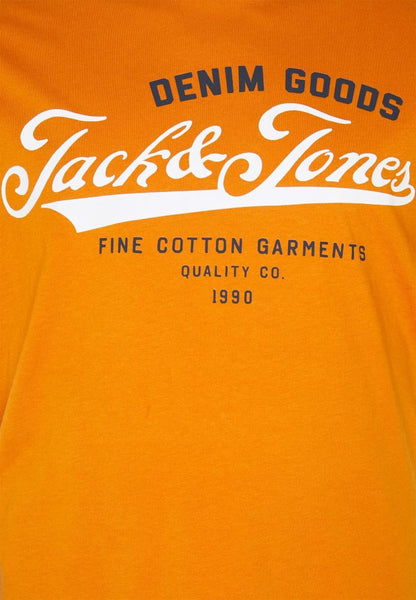 DENIM GOODS
Jack & Jones
FINE COTTON GARMENTS
QUALITY CO.
1990